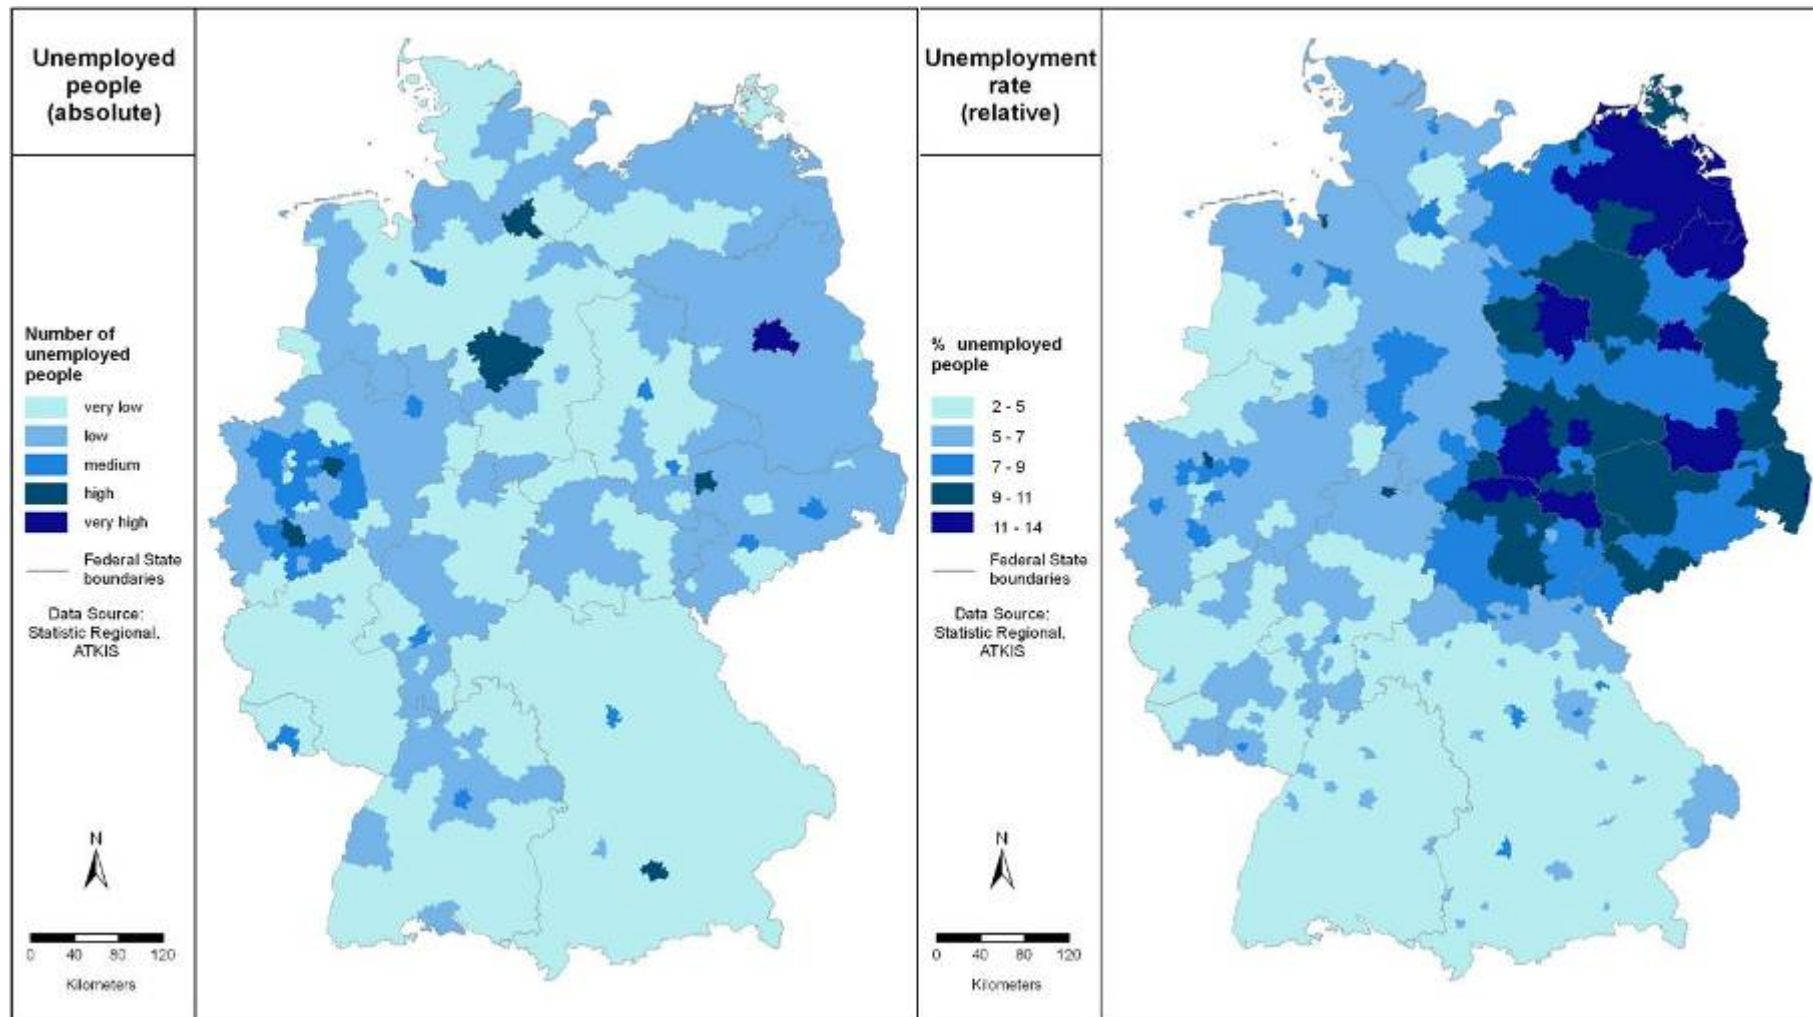 Unemployed
people
(absolute)
Number of
unemployed
people
very low
low
medium
high
very high
Federal State
boundaries
Data Source:
Statistic Regional,
ATKIS
N
0 40 80 120
Kilometers
Unemployment
rate
(relative)
% unemployed
people
2 - 5
5 - 7
7 - 9
9 - 11
11 - 14
Federal State
boundaries
Data Source:
Statistic Regional,
ATKIS
N
0 40 80 120
Kilometers